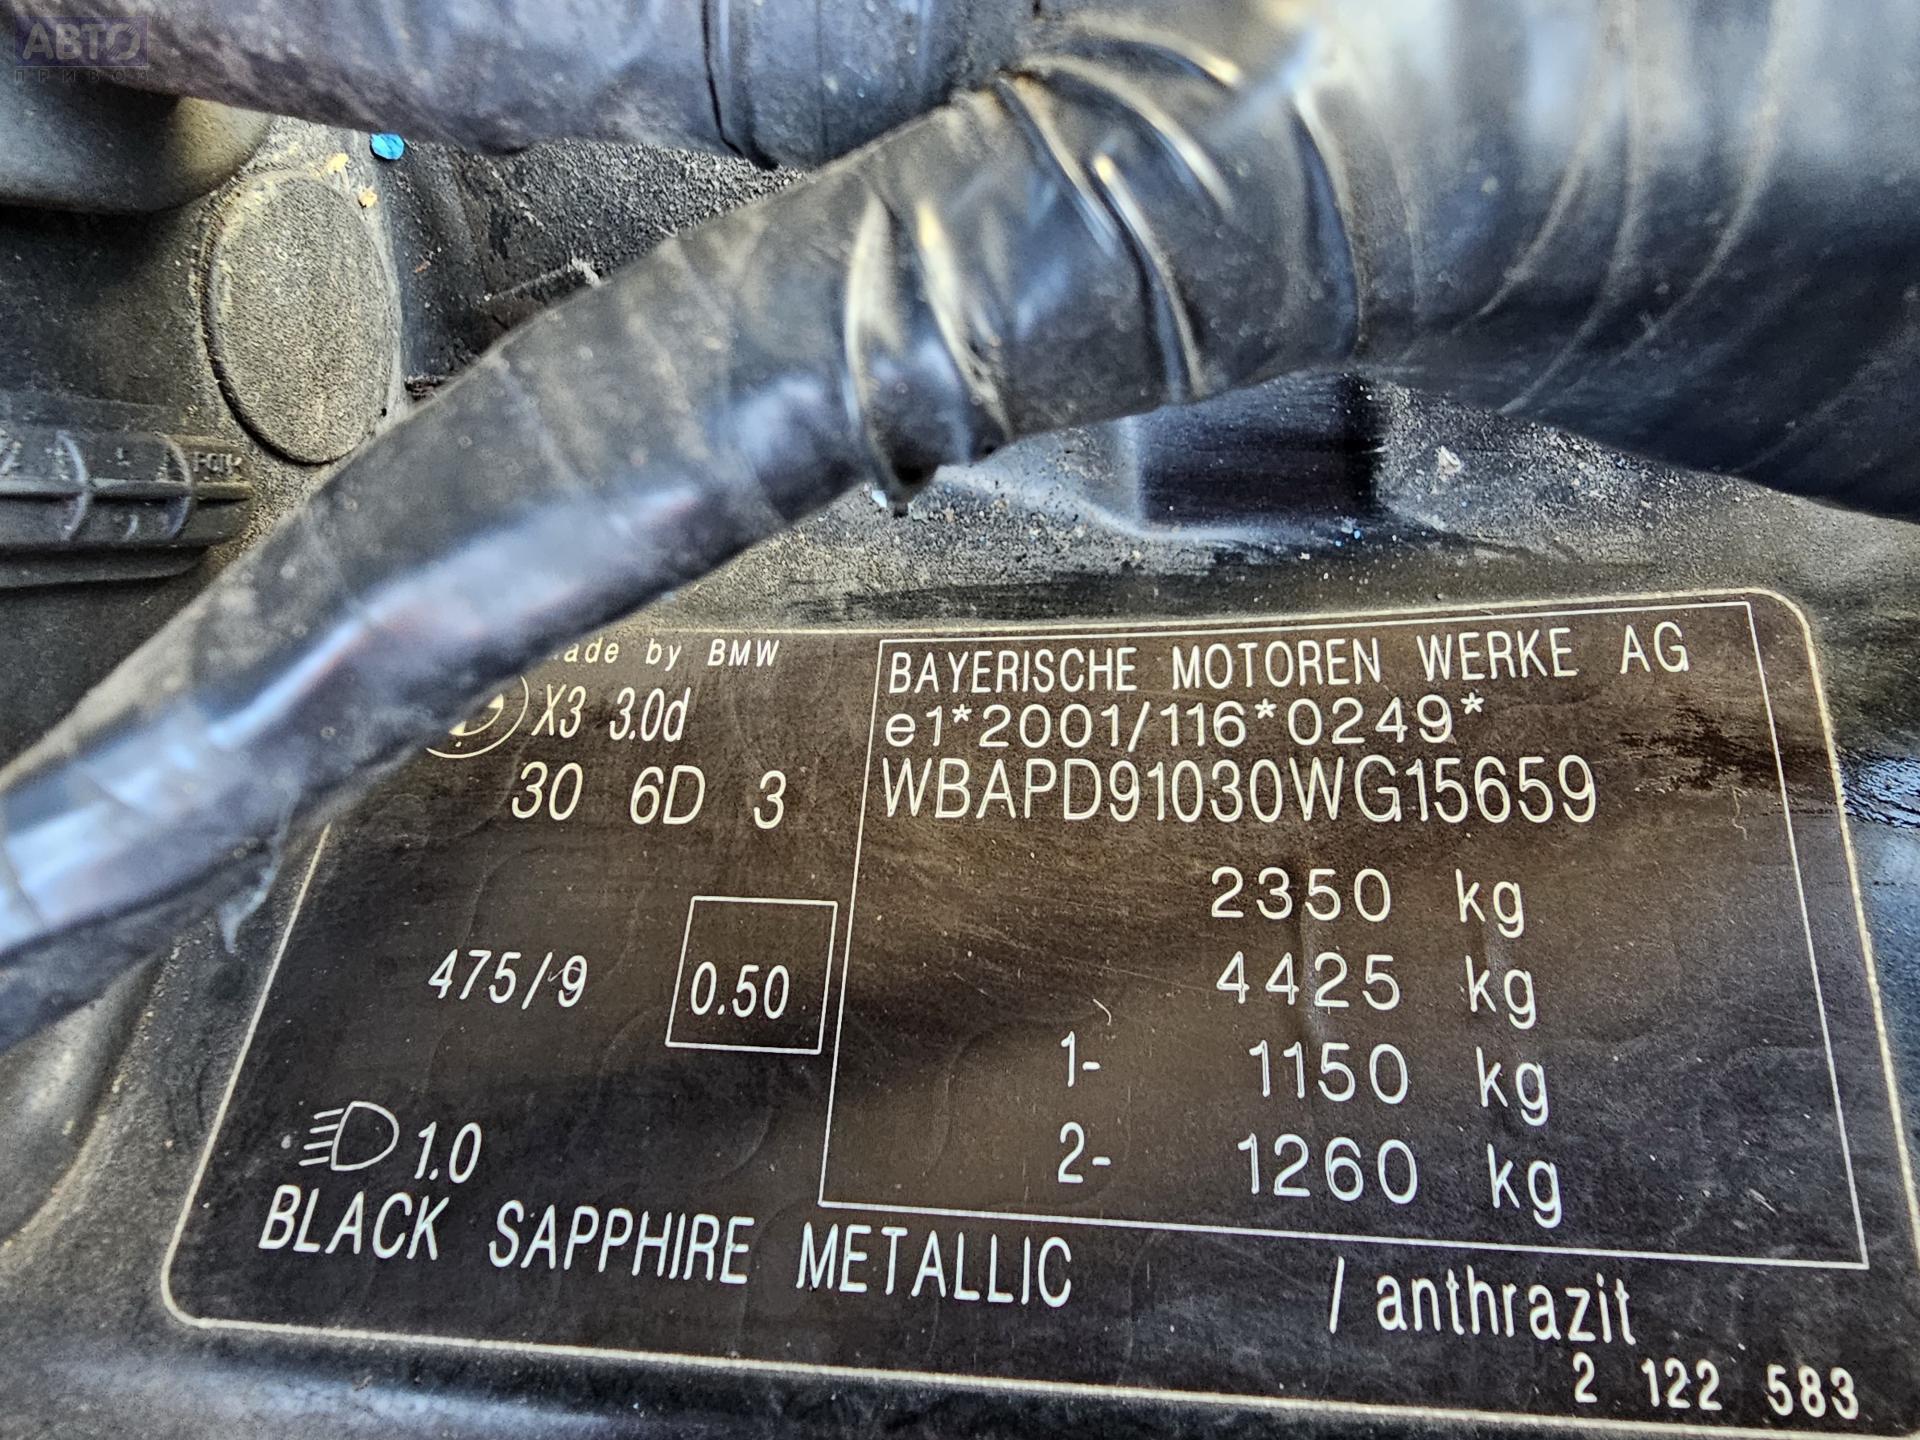 АВТО
ПРИВОЗ
made by BMW
X3 3.0d
30 6D 3
475/9
0.50
1.0
BLACK SAPPHIRE METALLIC
/ anthrazit
2 122 583
BAYERISCHE MOTOREN WERKE AG
e1*2001/116*0249*
WBAPD91030WG15659
2350 kg
4425 kg
1- 1150 kg
2- 1260 kg